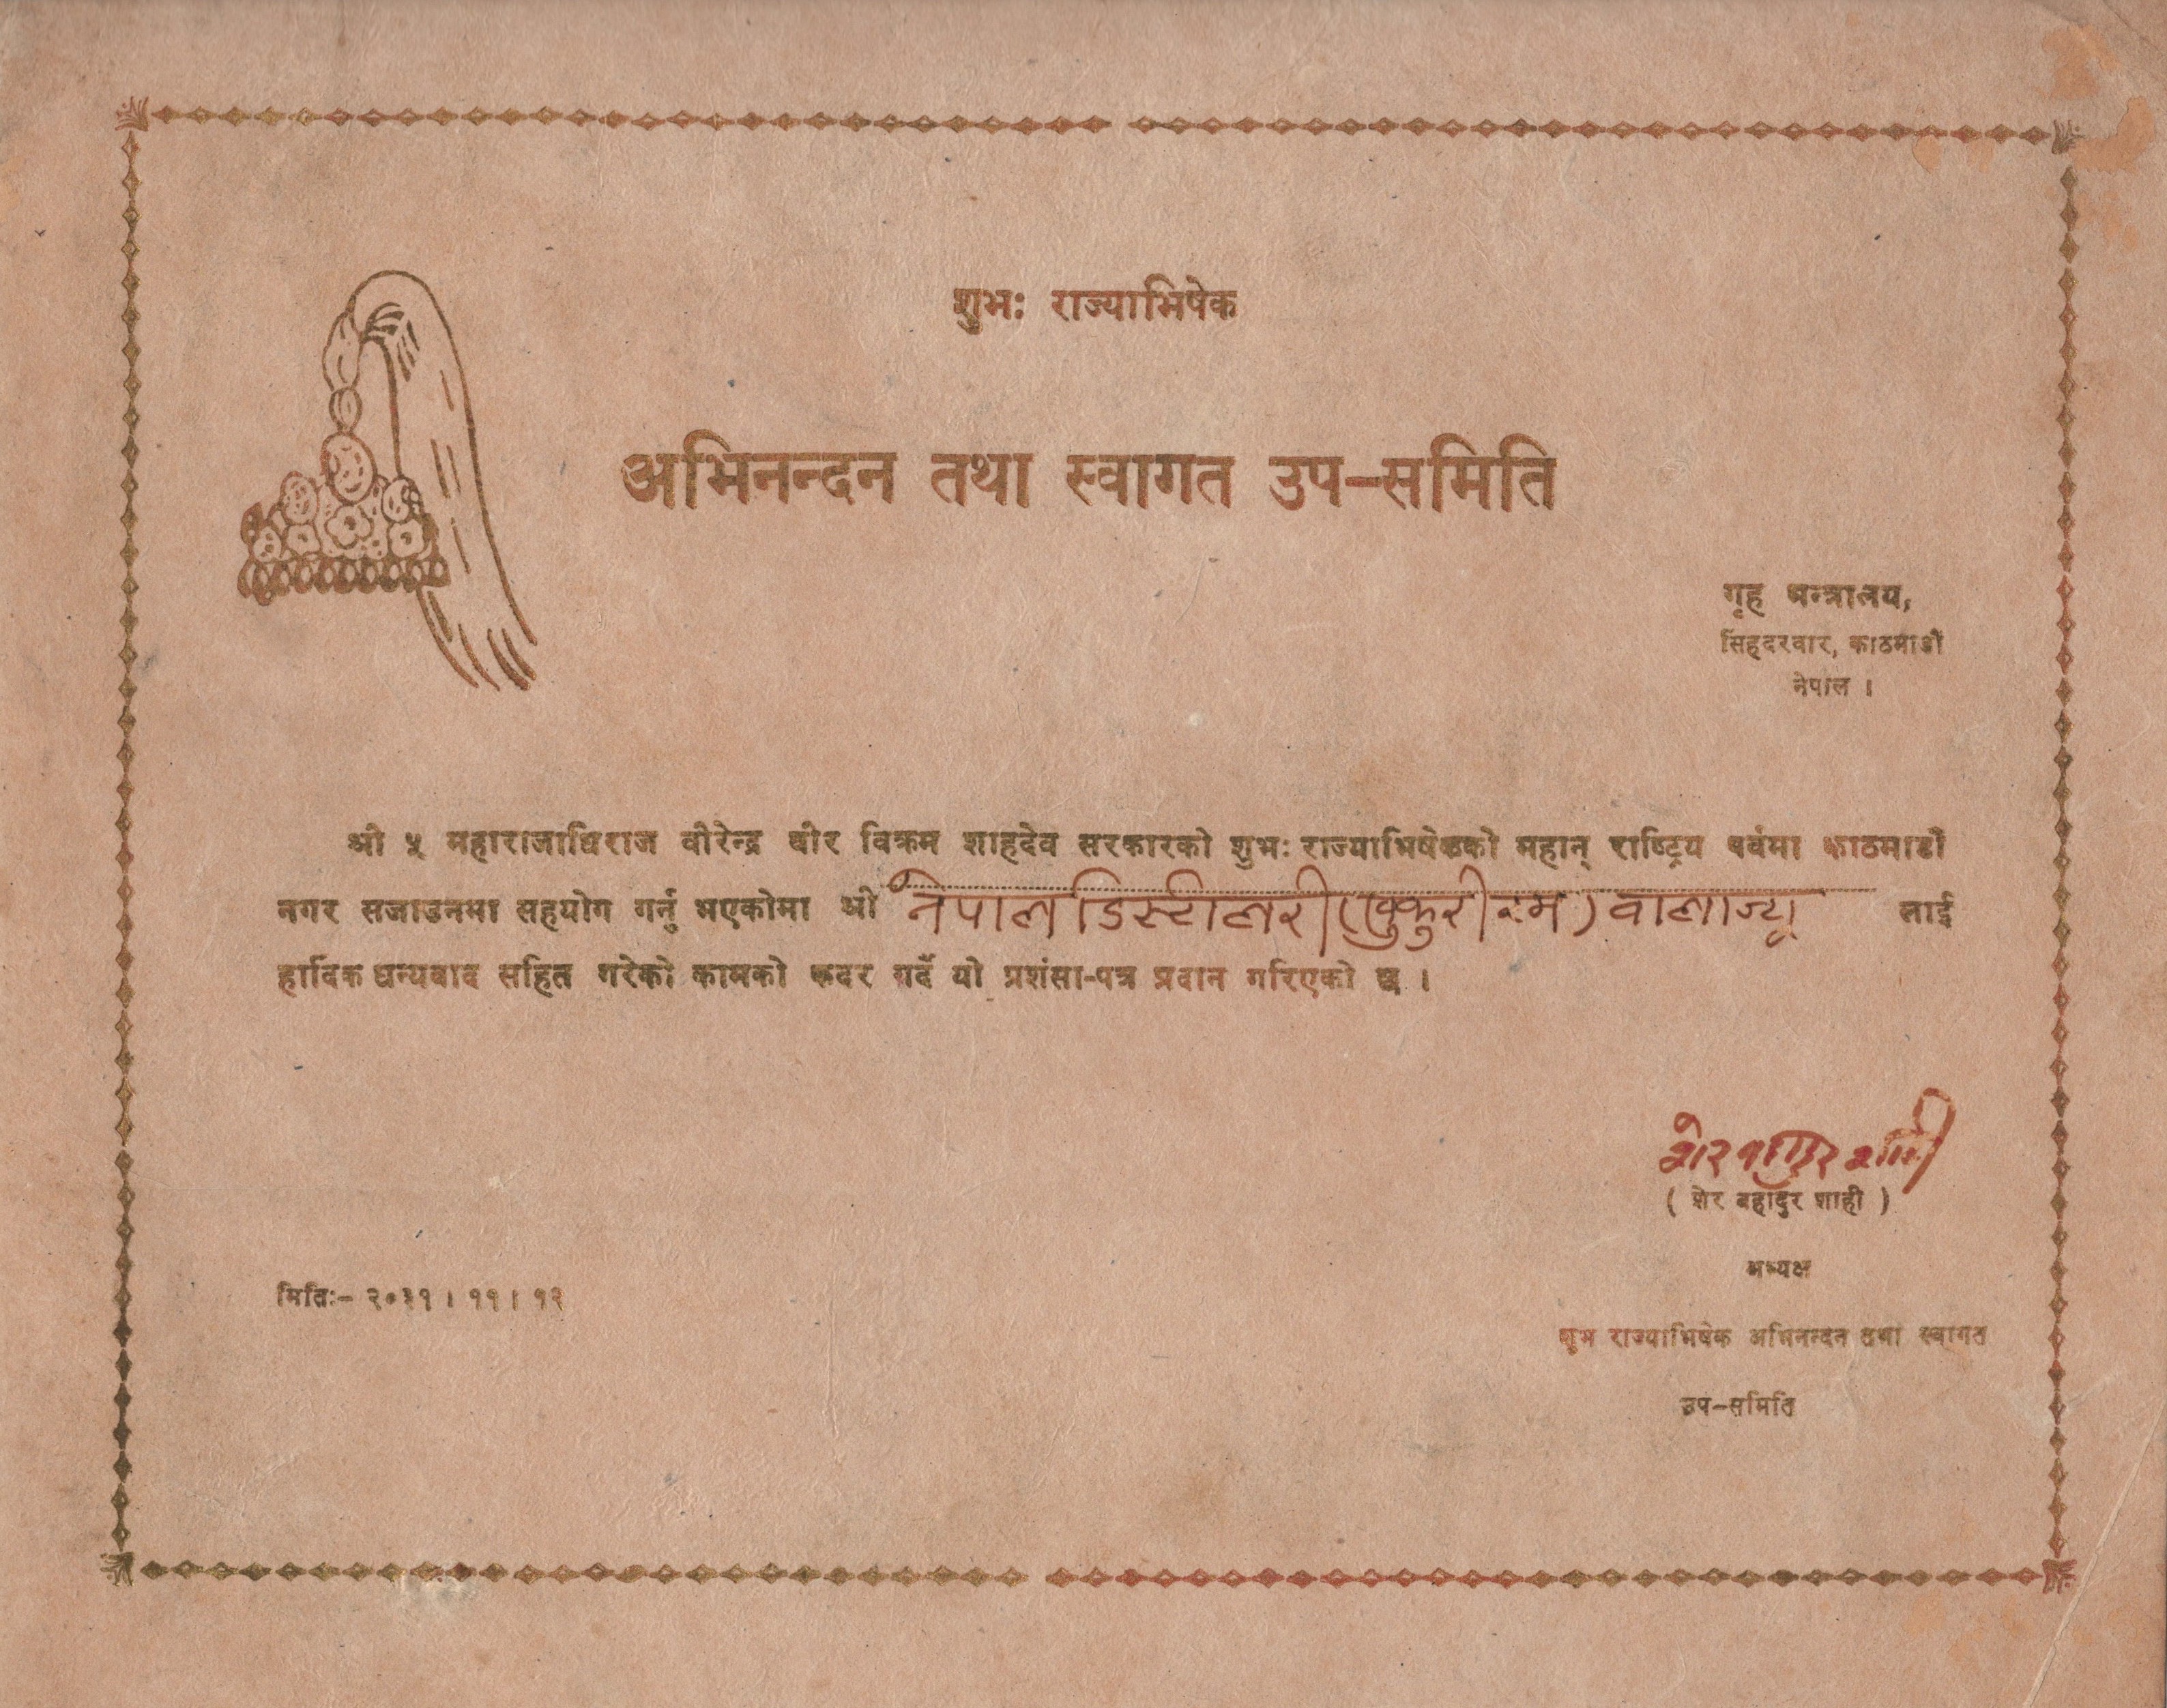 शुभः राज्याभिषेक
अभिनन्दन तथा स्वागत उप-समिति
गृह मन्त्रालय,
सिंहदरवार, काठमाडौं
नेपाल ।
श्री ५ महाराजाधिराज वीरेन्द्र वीर विक्रम शाहदेव सरकारको शुभः राज्याभिषेकको महान् राष्ट्रिय पर्वमा काठमाडौं
नगर सजाउनमा सहयोग गर्नु भएकोमा श्री नेपाल डिस्टीलरी (खुकुरी रम) वालाज्यू लाई
हार्दिक धन्यवाद सहित गरेको कामको कदर गर्दै यो प्रशंसा-पत्र प्रदान गरिएको छ ।
शेर बहादुर शाही
( शेर बहादुर शाही )
अध्यक्ष
मितिः- २०३१ । ११ । १२
शुभ राज्याभिषेक अभिनन्दन तथा स्वागत
उप-समिति